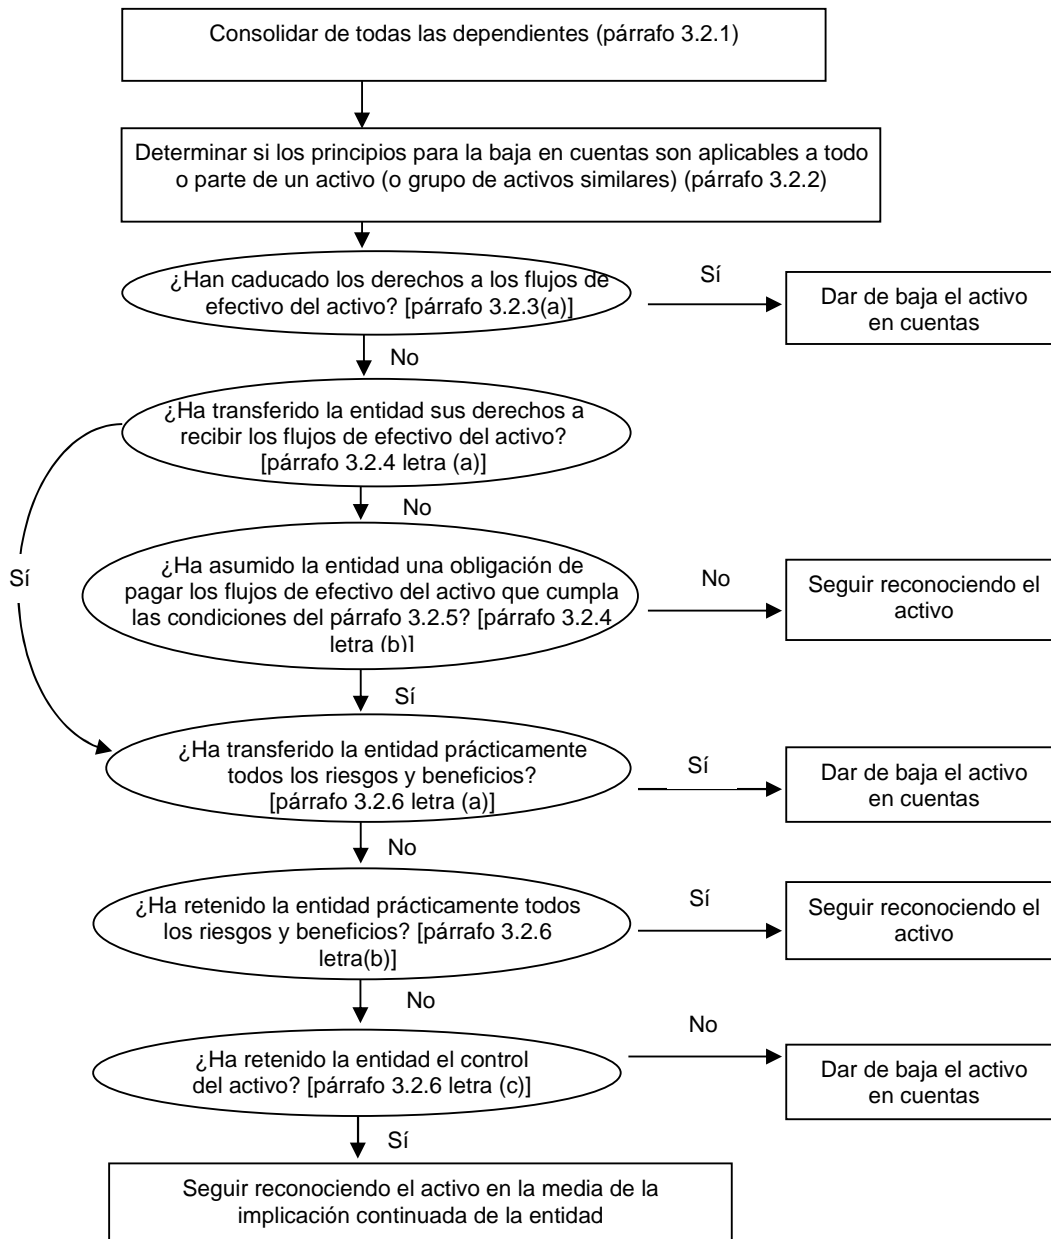 Consolidar de todas las dependientes (párrafo 3.2.1)
Determinar si los principios para la baja en cuentas son aplicables a todo
o parte de un activo (o grupo de activos similares) (párrafo 3.2.2)
¿Han caducado los derechos a los flujos de
efectivo del activo? [párrafo 3.2.3(a)]
Sí
Dar de baja el activo
en cuentas
No
¿Ha transferido la entidad sus derechos a
recibir los flujos de efectivo del activo?
[párrafo 3.2.4 letra (a)]
No
Sí
¿Ha asumido la entidad una obligación de
pagar los flujos de efectivo del activo que cumpla
las condiciones del párrafo 3.2.5? [párrafo 3.2.4
letra (b)]
No
Seguir reconociendo el
activo
Sí
¿Ha transferido la entidad prácticamente
todos los riesgos y beneficios?
[párrafo 3.2.6 letra (a)]
Sí
Dar de baja el activo
en cuentas
No
¿Ha retenido la entidad prácticamente todos
los riesgos y beneficios? [párrafo 3.2.6
letra(b)]
Sí
Seguir reconociendo el
activo
No
¿Ha retenido la entidad el control
del activo? [párrafo 3.2.6 letra (c)]
No
Dar de baja el activo
en cuentas
Sí
Seguir reconociendo el activo en la media de la
implicación continuada de la entidad